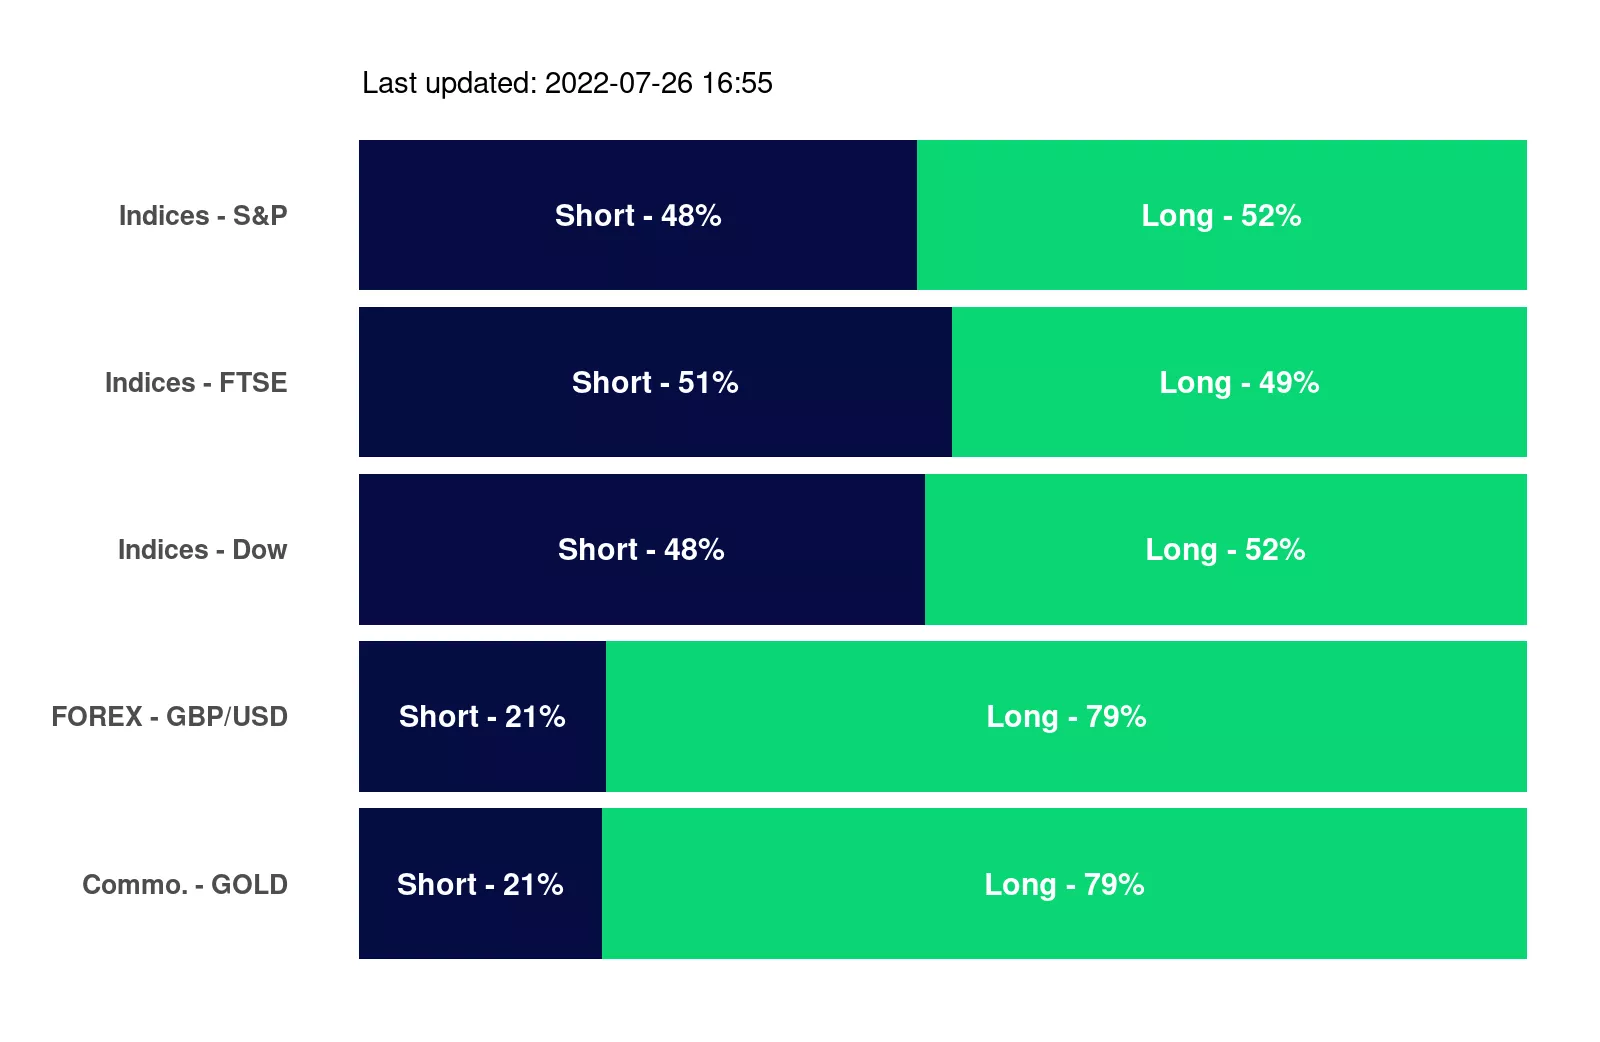 Last updated: 2022-07-26 16:55
Indices - S&P Short - 48% Long - 52%
Indices - FTSE Short - 51% Long - 49%
Indices - Dow Short - 48% Long - 52%
FOREX - GBP/USD Short - 21% Long - 79%
Commo. - GOLD Short - 21% Long - 79%